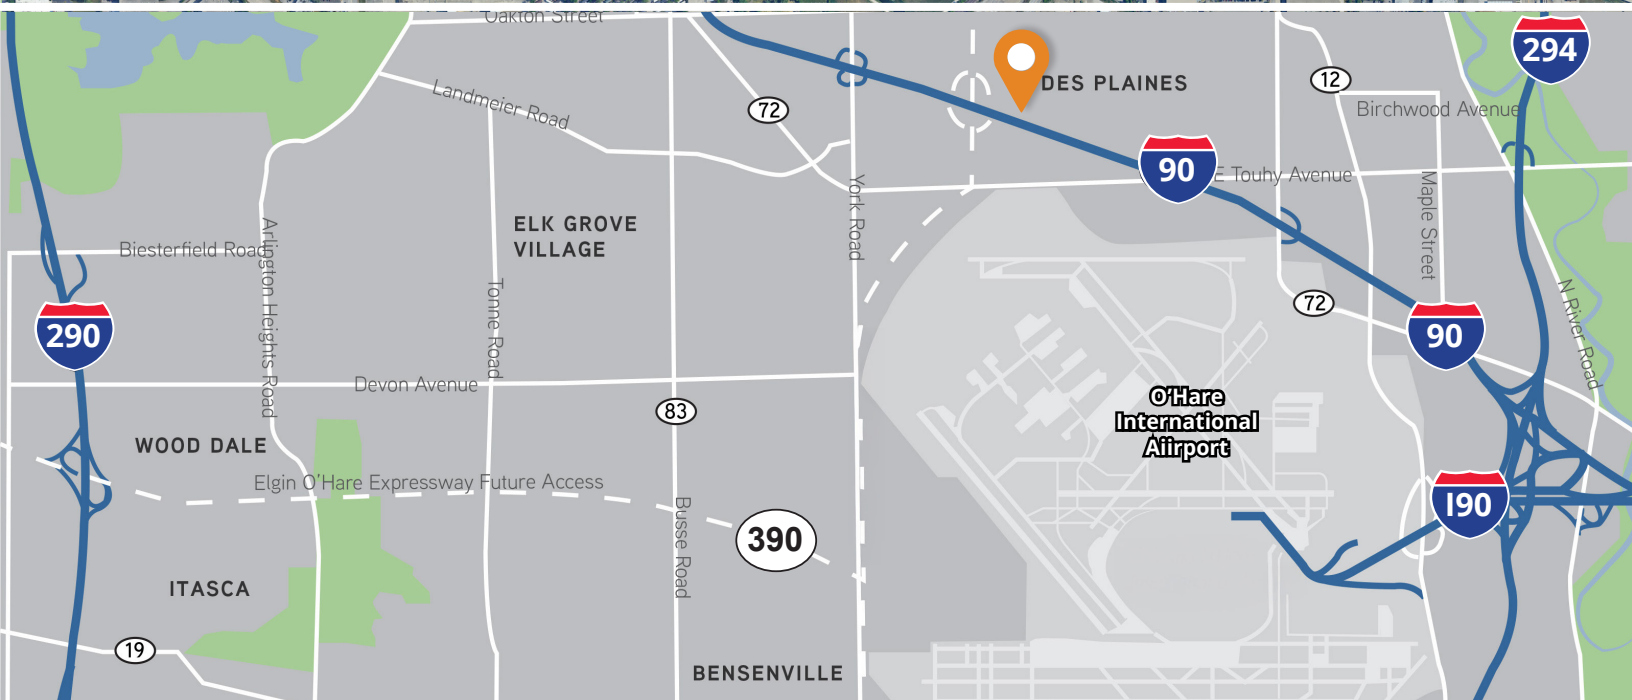 Oakton Street
294
12
DES PLAINES
Landmeier Road
72
Birchwood Avenue
90
E Touhy Avenue
York Road
Maple Street
ELK GROVE
VILLAGE
Arlington Heights Road
Biesterfield Road
Tonne Road
N River Road
72
290
90
Devon Avenue
83
O'Hare
International
Aiirport
WOOD DALE
Elgin O'Hare Expressway Future Access
I90
Busse Road
390
ITASCA
19
BENSENVILLE